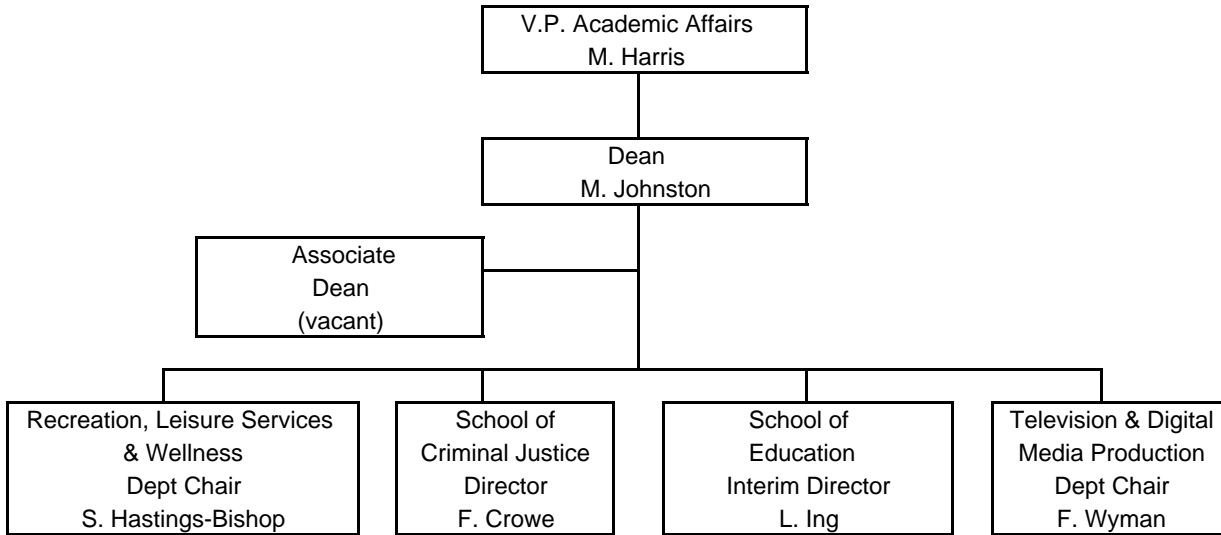 V.P. Academic Affairs
M. Harris
Dean
M. Johnston
Associate
Dean
(vacant)
Recreation, Leisure Services
& Wellness
Dept Chair
S. Hastings-Bishop
School of
Criminal Justice
Director
F. Crowe
School of
Education
Interim Director
L. Ing
Television & Digital
Media Production
Dept Chair
F. Wyman